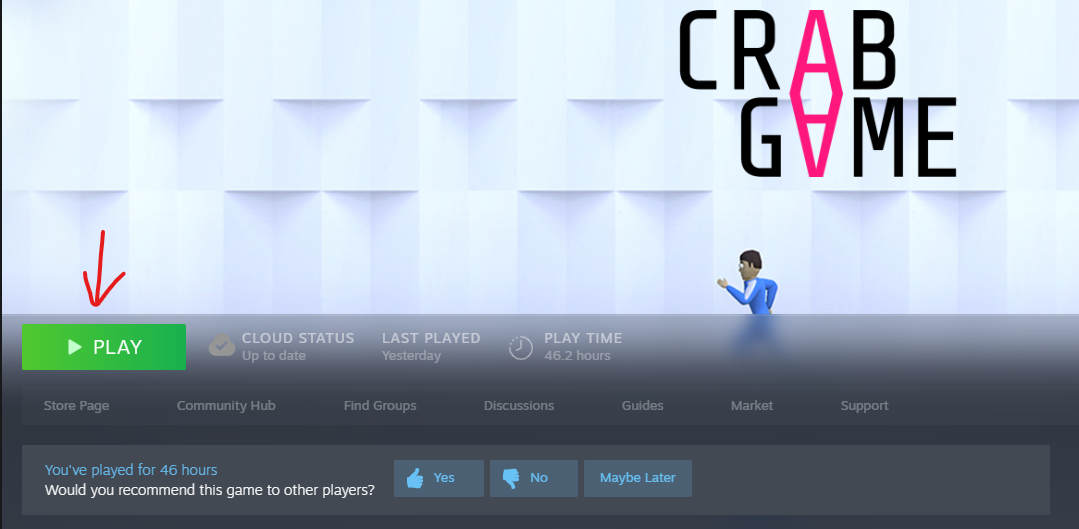 CRAB
GAME
PLAY
CLOUD STATUS
Up to date
LAST PLAYED
Yesterday
PLAY TIME
46.2 hours
Store Page
Community Hub
Find Groups
Discussions
Guides
Market
Support
You've played for 46 hours
Would you recommend this game to other players?
Yes
No
Maybe Later